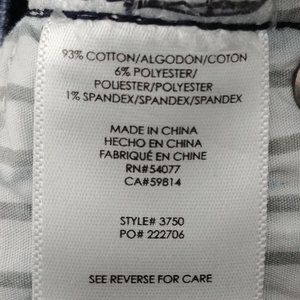 93% COTTON/ALGODÓN/COTON
6% POLYESTER/
POLIESTER/POLYESTER
1% SPANDEX/SPANDEX/SPANDEX
MADE IN CHINA
HECHO EN CHINA
FABRIQUÉ EN CHINE
RN#54077
CA#59814
STYLE# 3750
PO# 222706
SEE REVERSE FOR CARE